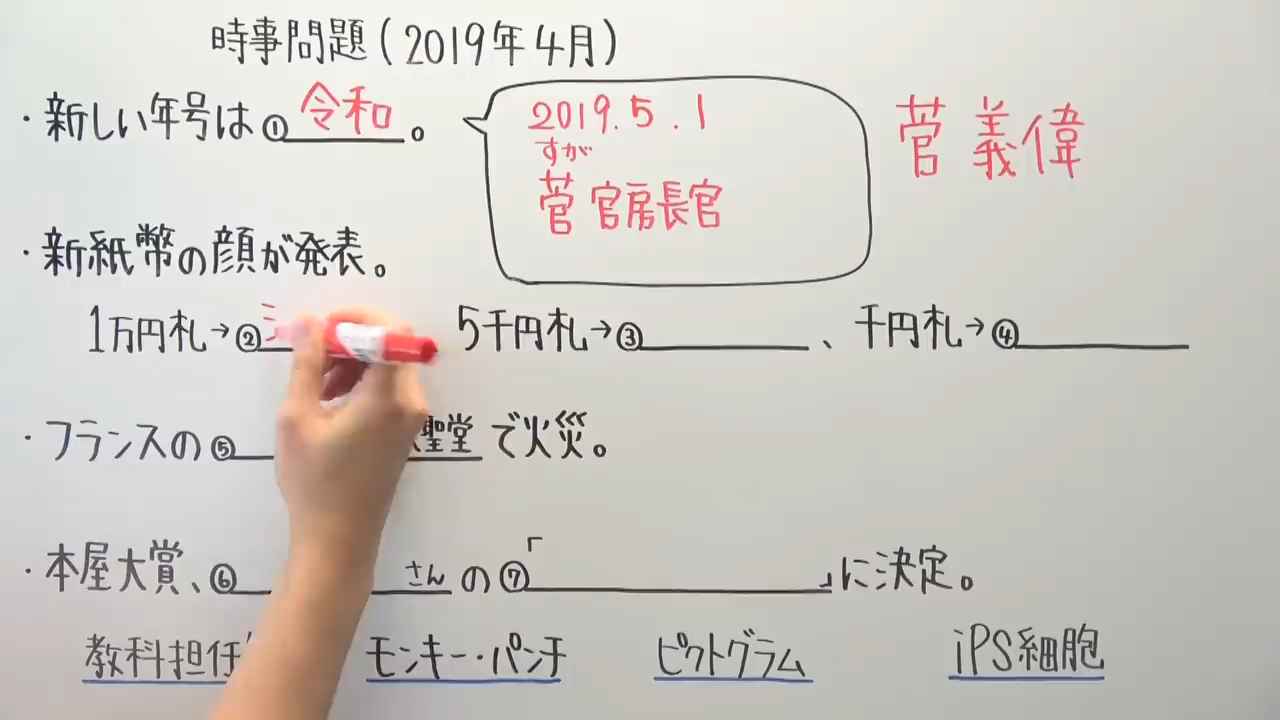 時事問題(2019年4月)
・新しい年号は①令和。
2019.5.1
すが
菅 官房長官
菅 義偉
・新紙幣の顔が発表。
1万円札→② 5千円札→③ 、千円札→④
・フランスの⑤ 聖堂で火災。
・本屋大賞、⑥ さんの⑦「 」に決定。
教科担任 モンキー・パンチ ピクトグラム iPS細胞